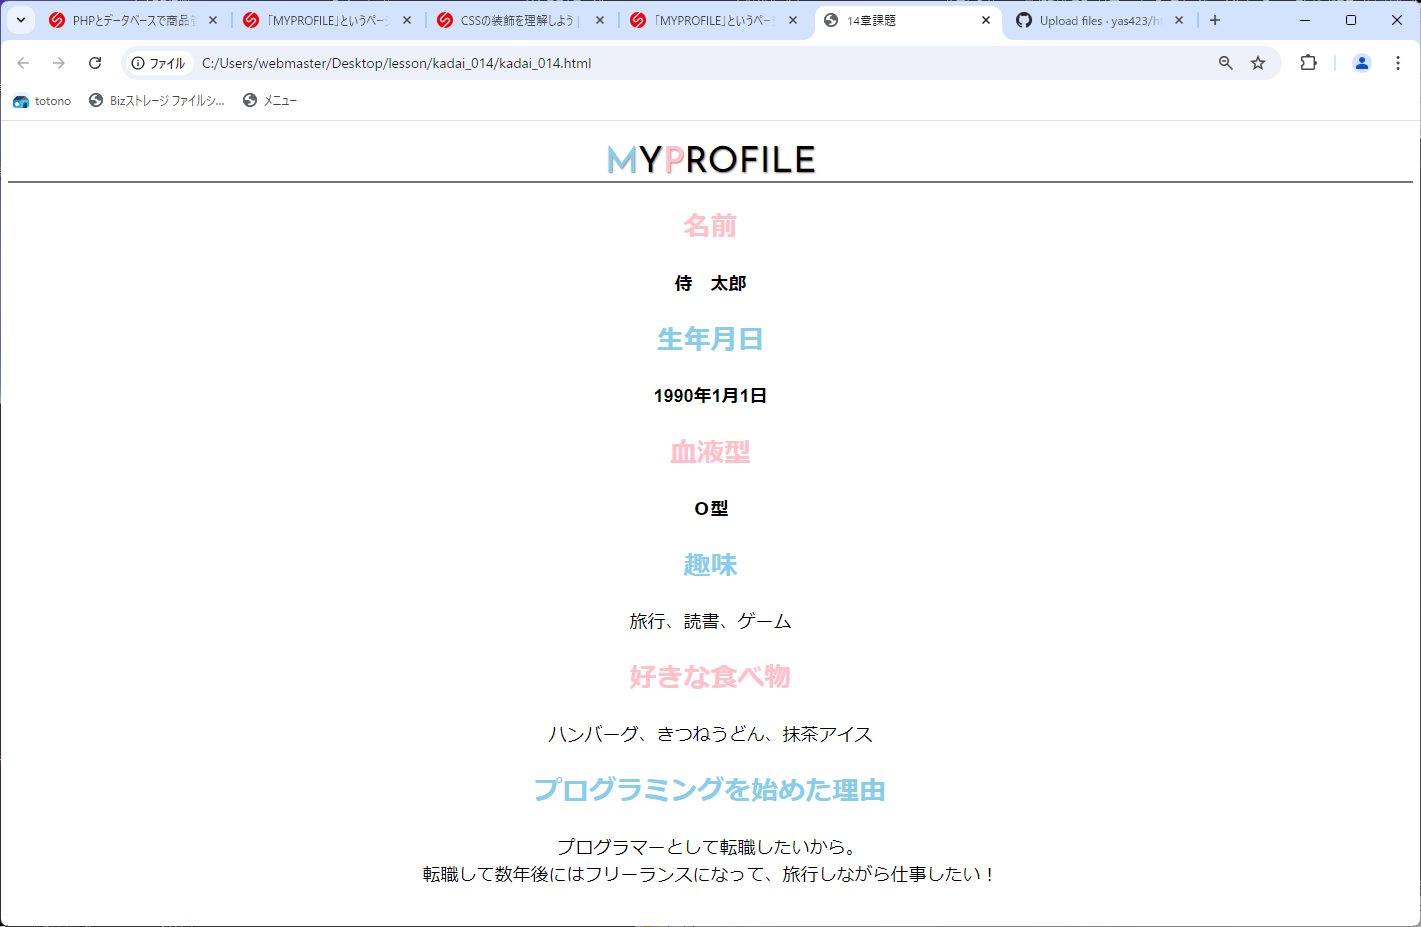 PHPとデータベースで商品
「MYPROFILE」というペー
CSSの装飾を理解しよう |
「MYPROFILE」というペー
14章課題
Upload files · yas423/
ファイル
C:/Users/webmaster/Desktop/lesson/kadai_014/kadai_014.html
totono
Bizストレージ ファイルシ...
メニュー
MYPROFILE
名前
侍　太郎
生年月日
1990年1月1日
血液型
O型
趣味
旅行、読書、ゲーム
好きな食べ物
ハンバーグ、きつねうどん、抹茶アイス
プログラミングを始めた理由
プログラマーとして転職したいから。
転職して数年後にはフリーランスになって、旅行しながら仕事したい！